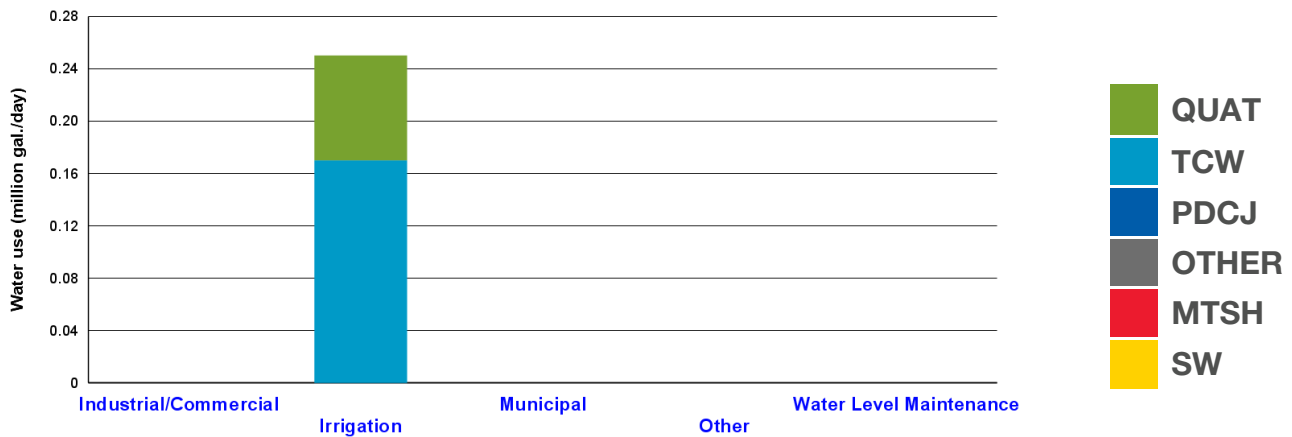 0.28
0.24
0.20
0.16
0.12
0.08
0.04
0
Water use (million gal./day)
Industrial/Commercial
Irrigation
Municipal
Other
Water Level Maintenance
QUAT
TCW
PDCJ
OTHER
MTSH
SW